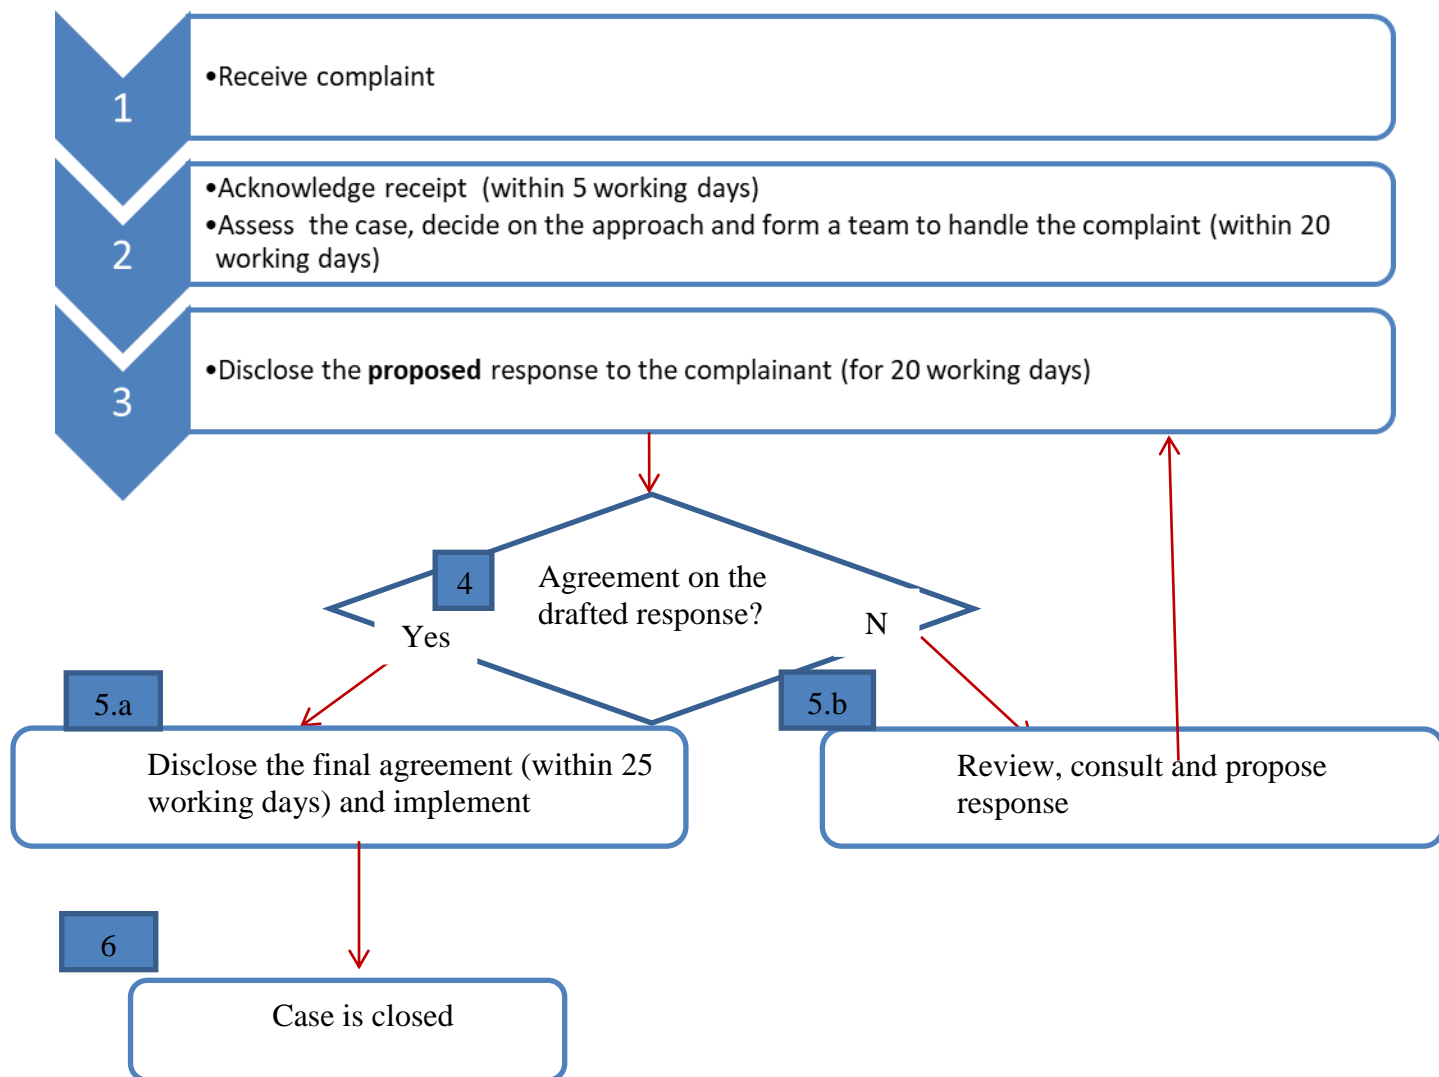 1
•Receive complaint
2
•Acknowledge receipt  (within 5 working days)
•Assess  the case, decide on the approach and form a team to handle the complaint (within 20
working days)
3
•Disclose the proposed response to the complainant (for 20 working days)
4
Agreement on the
drafted response?
Yes
N
5.a
Disclose the final agreement (within 25
working days) and implement
5.b
Review, consult and propose
response
6
Case is closed